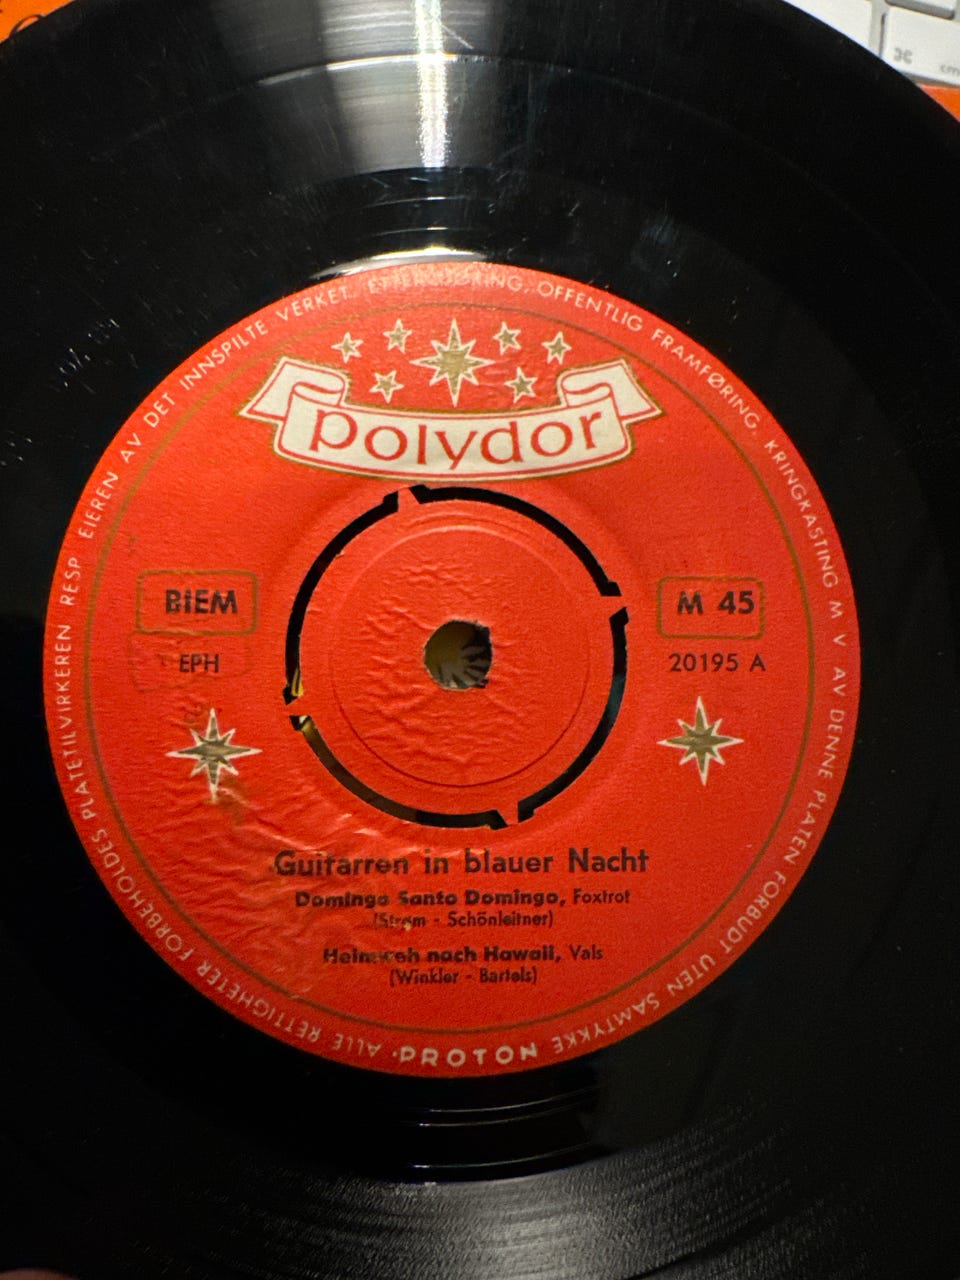 ALLE RETTIGHETER FORBEHOLDES PLATETILVIRKEREN RESP EIEREN AV DET INNSPILTE VERKET. ETTERGJØRING, OFFENTLIG FRAMFØRING, KRINGKASTING M V AV DENNE PLATEN FORBUDT UTEN SAMTYKKE
polydor
BIEM
M 45
EPH
20195 A
Guitarren in blauer Nacht
Domingo Santo Domingo, Foxtrot
(Strøm - Schönleitner)
Heimweh nach Hawaii, Vals
(Winkler - Bartels)
· PROTON
⌘ cm